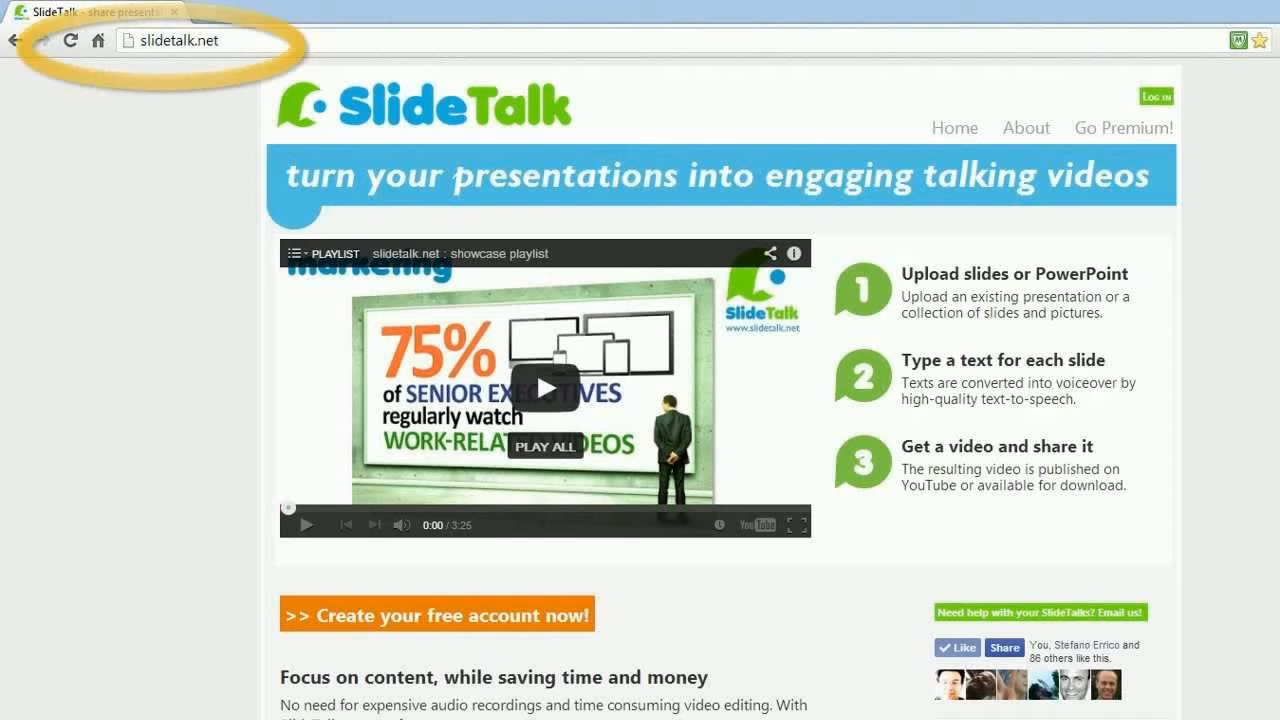 SlideTalk - share present
slidetalk.net
SlideTalk
LOG IN
Home About Go Premium!
turn your presentations into engaging talking videos
PLAYLIST slidetalk.net : showcase playlist
marketing
75%
of SENIOR EXECUTIVES
regularly watch
WORK-RELATED VIDEOS
SlideTalk
www.slidetalk.net
PLAY ALL
0:00 / 3:25
YouTube
1
Upload slides or PowerPoint
Upload an existing presentation or a
collection of slides and pictures.
2
Type a text for each slide
Texts are converted into voiceover by
high-quality text-to-speech.
3
Get a video and share it
The resulting video is published on
YouTube or available for download.
>> Create your free account now!
Need help with your SlideTalks? Email us!
Like Share You, Stefano Errico and
86 others like this.
Focus on content, while saving time and money
No need for expensive audio recordings and time consuming video editing. With